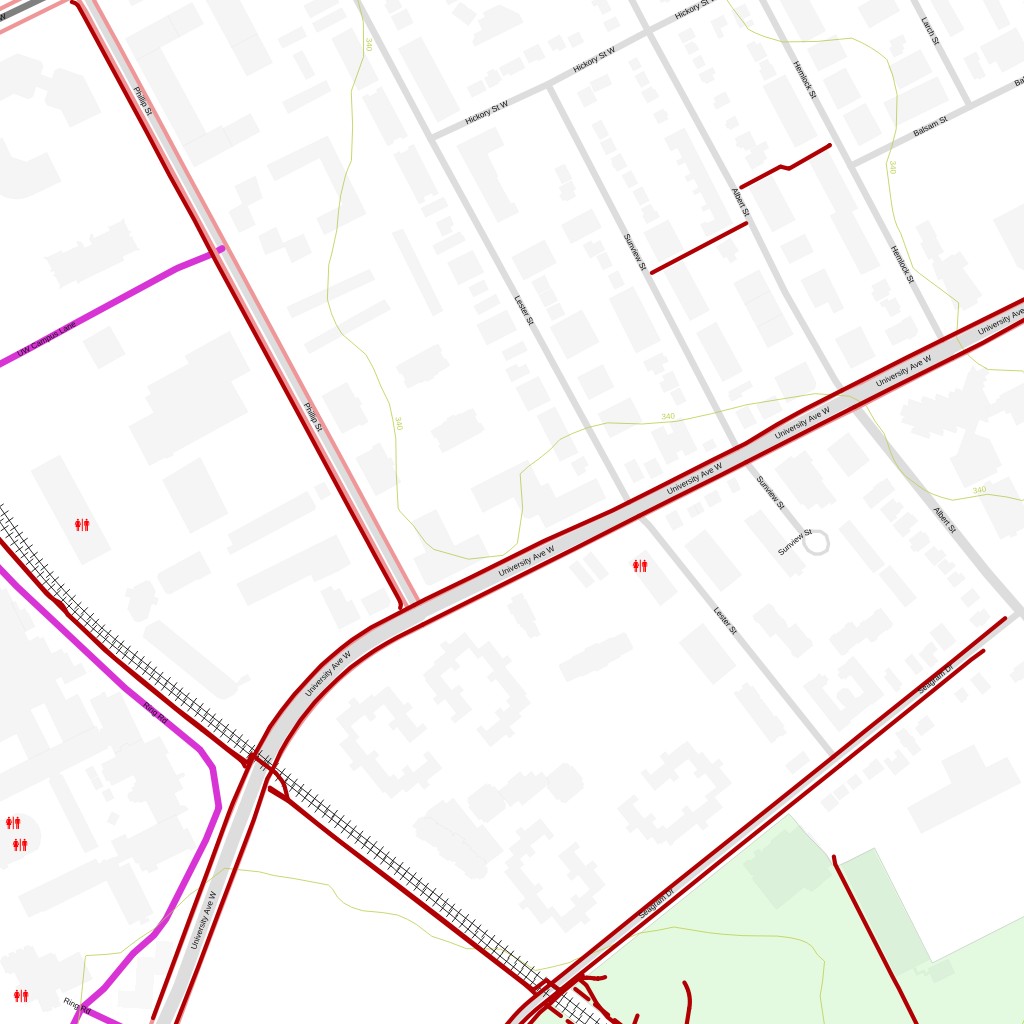 Hickory St W
Larch St
W
340
Hickory St W
Hemlock St
Phillip St
Hickory St W
Balsam St
340
Albert St
Sunview St
Hemlock St
Lester St
University Ave
UW Campus Lane
University Ave W
340
Phillip St
340
University Ave W
University Ave W
340
Sunview St
Albert St
Sunview St
University Ave W
Lester St
University Ave W
Seagram Dr
Ring Rd
Seagram Dr
University Ave W
Ring Rd